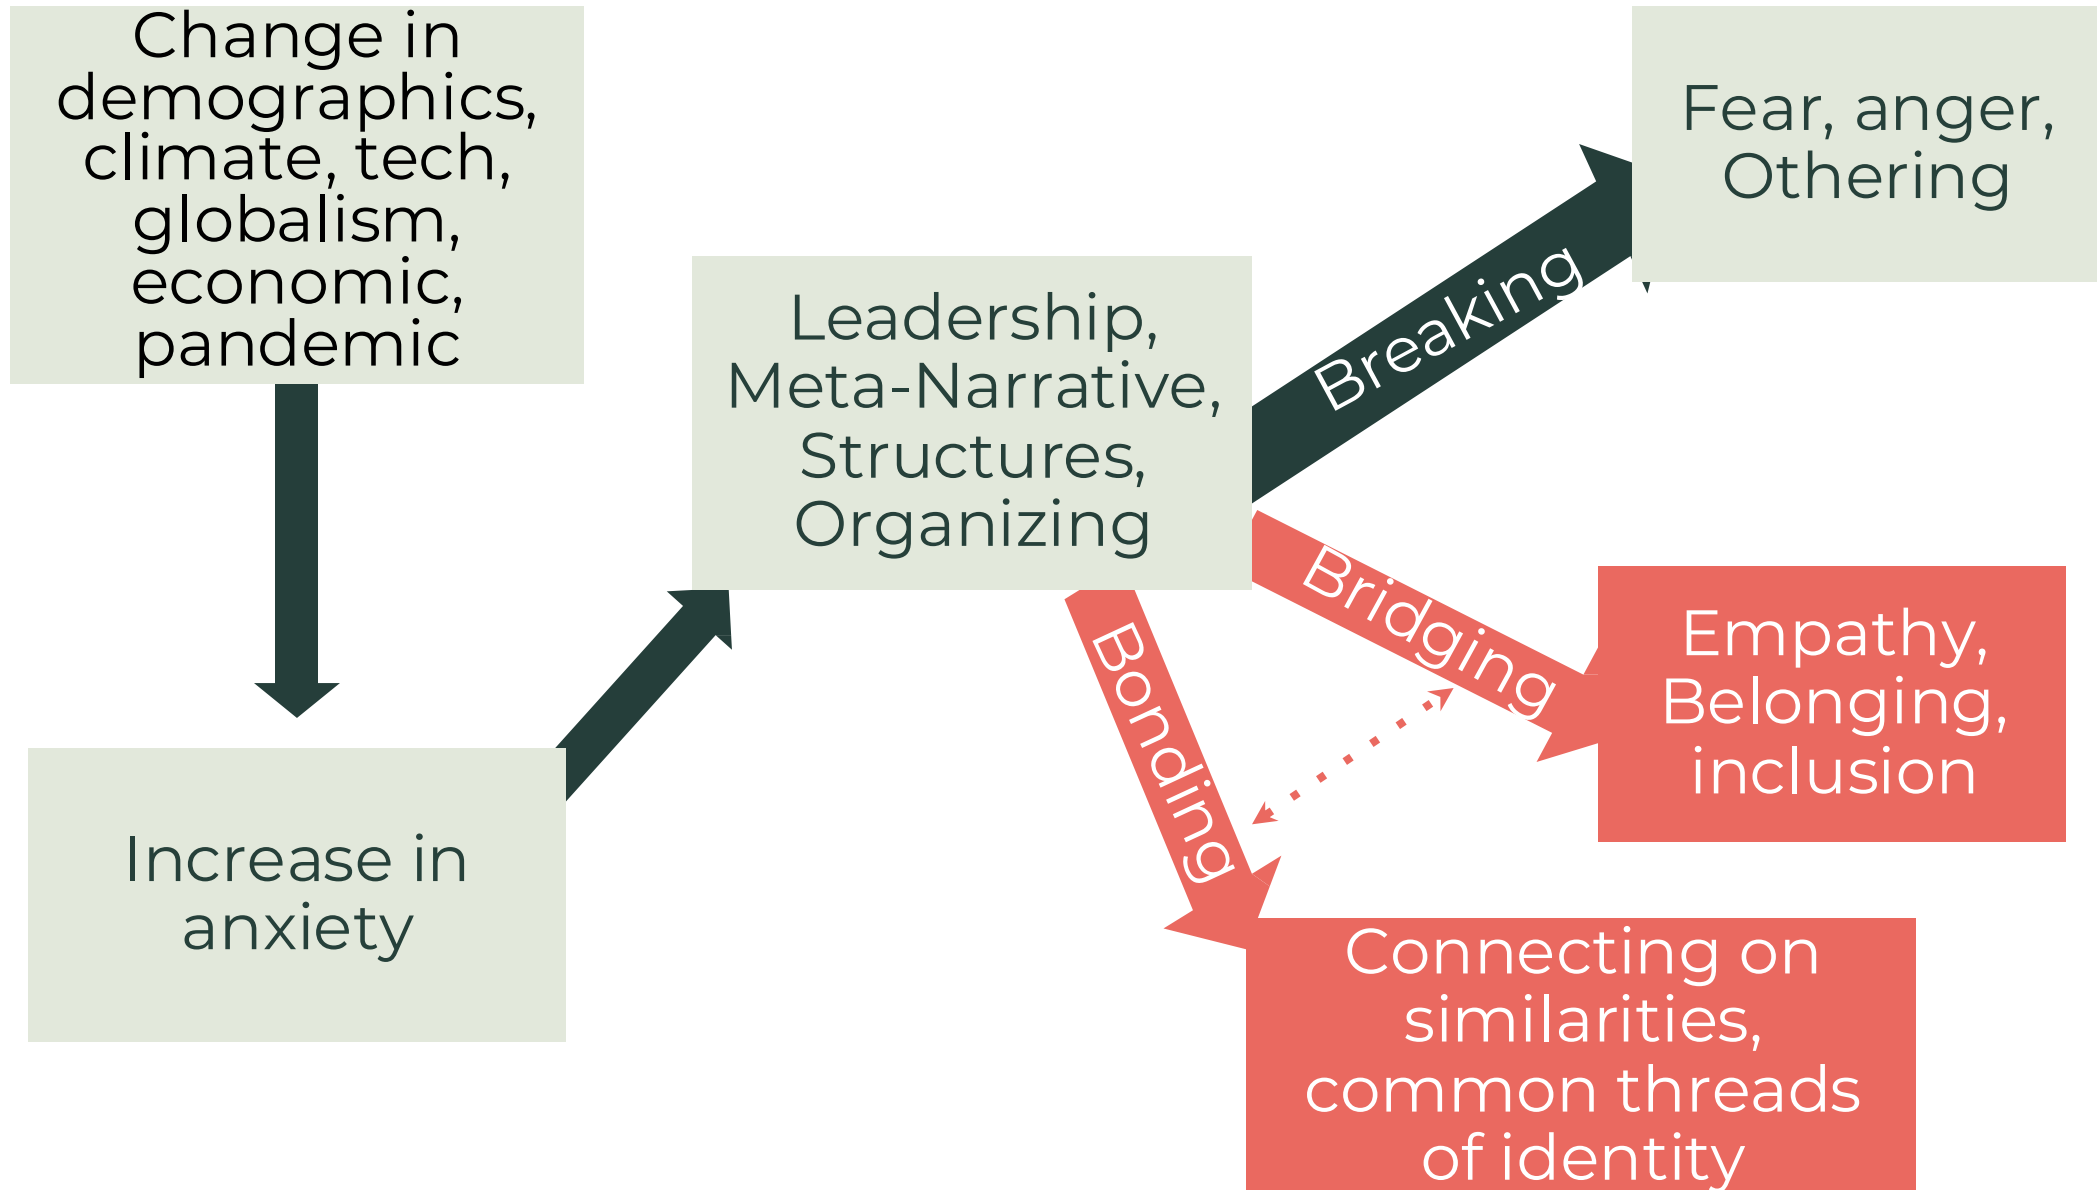 Change in
demographics,
climate, tech,
globalism,
economic,
pandemic
Increase in
anxiety
Leadership,
Meta-Narrative,
Structures,
Organizing
Breaking
Fear, anger,
Othering
Bridging
Empathy,
Belonging,
inclusion
Bonding
Connecting on
similarities,
common threads
of identity